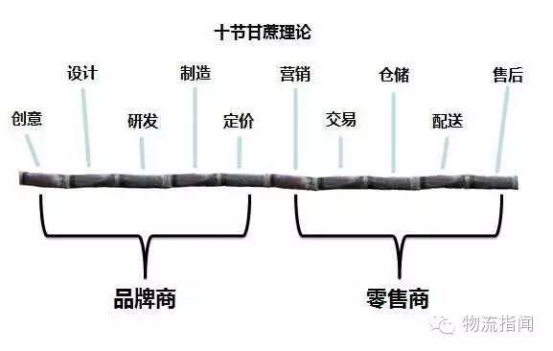 十节甘蔗理论
设计 制造 营销 仓储 售后
创意 研发 定价 交易 配送
品牌商 零售商
物流指闻